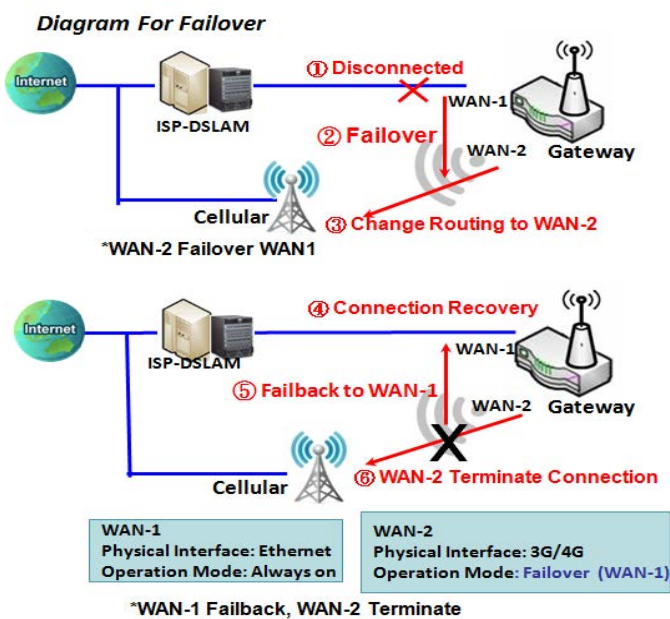 Diagram For Failover
Internet
ISP-DSLAM
① Disconnected
WAN-1
② Failover
WAN-2
Gateway
Cellular
③ Change Routing to WAN-2
*WAN-2 Failover WAN1
Internet
ISP-DSLAM
④ Connection Recovery
WAN-1
⑤ Failback to WAN-1
WAN-2
Gateway
Cellular
⑥ WAN-2 Terminate Connection
WAN-1
Physical Interface: Ethernet
Operation Mode: Always on
WAN-2
Physical Interface: 3G/4G
Operation Mode: Failover (WAN-1)
*WAN-1 Failback, WAN-2 Terminate